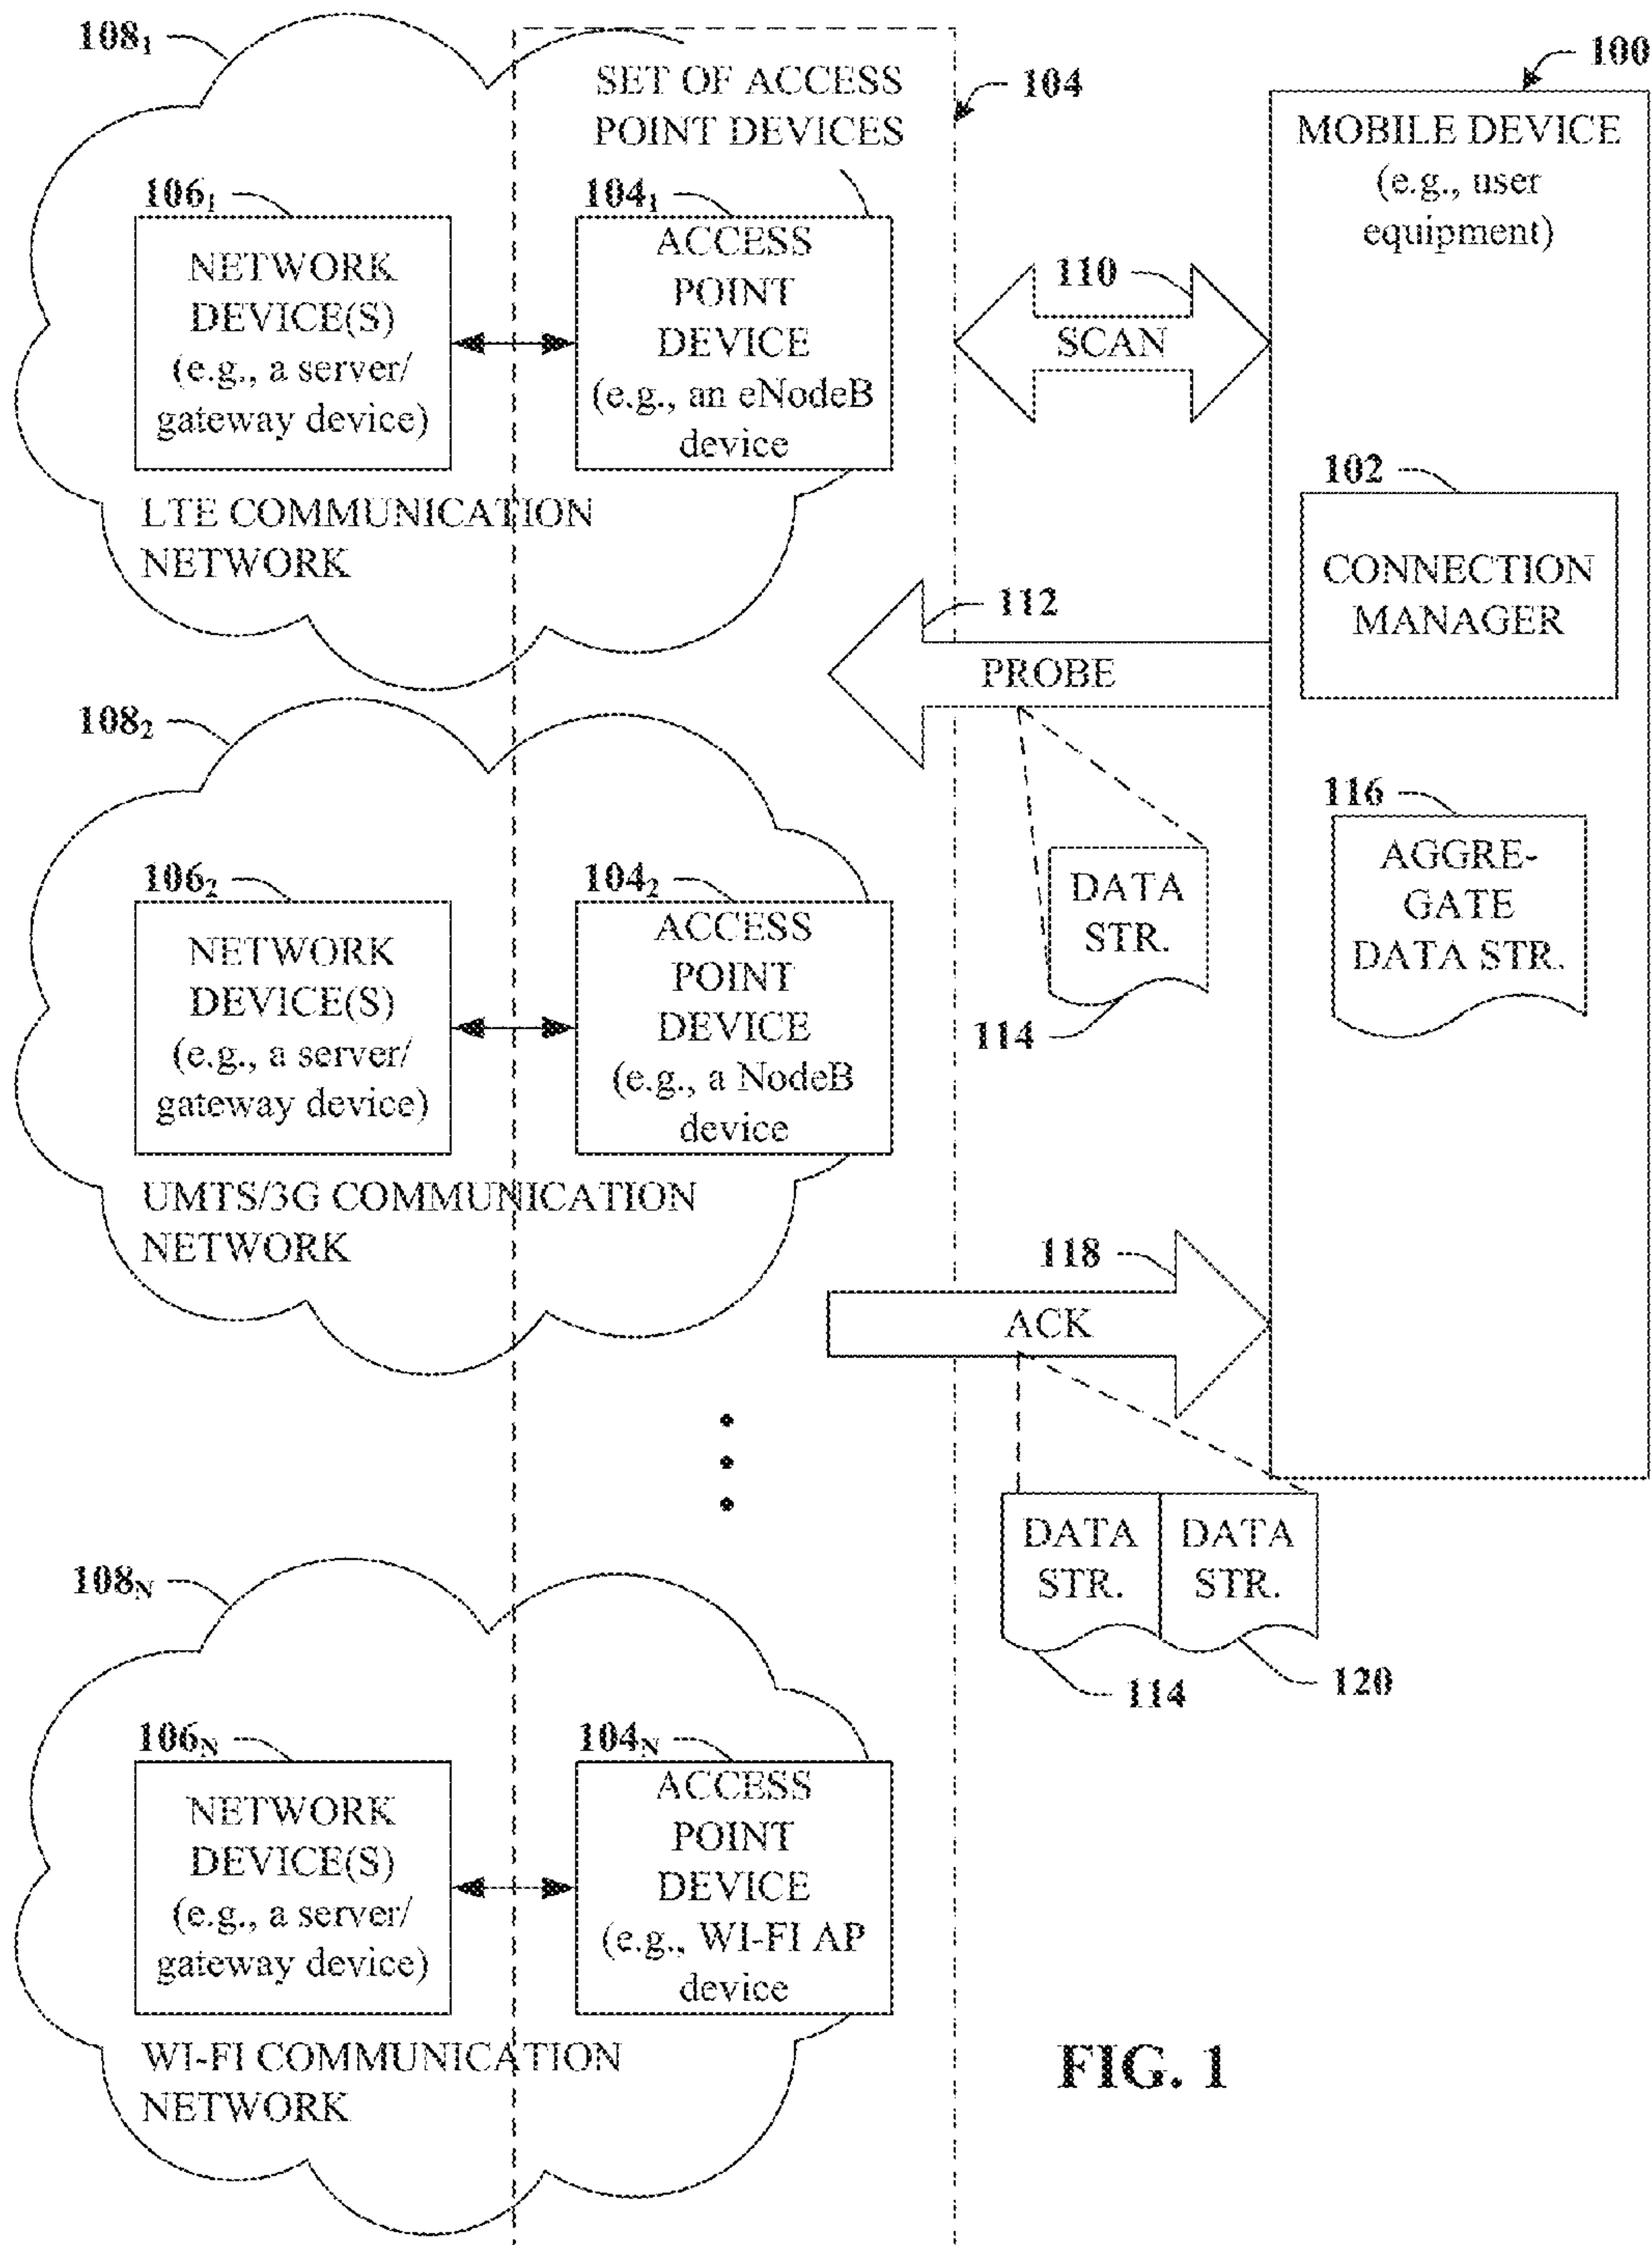 108₁
SET OF ACCESS
POINT DEVICES
104
100
MOBILE DEVICE
(e.g., user
equipment)
106₁
NETWORK
DEVICE(S)
(e.g., a server/
gateway device)
104₁
ACCESS
POINT
DEVICE
(e.g., an eNodeB
device
LTE COMMUNICATION
NETWORK
110
SCAN
102
CONNECTION
MANAGER
112
PROBE
108₂
116
AGGRE-
GATE
DATA STR.
DATA
STR.
114
106₂
NETWORK
DEVICE(S)
(e.g., a server/
gateway device)
104₂
ACCESS
POINT
DEVICE
(e.g., a NodeB
device
UMTS/3G COMMUNICATION
NETWORK
118
ACK
DATA
STR.
DATA
STR.
114
120
108N
106N
NETWORK
DEVICE(S)
(e.g., a server/
gateway device)
104N
ACCESS
POINT
DEVICE
(e.g., WI-FI AP
device
WI-FI COMMUNICATION
NETWORK
FIG. 1